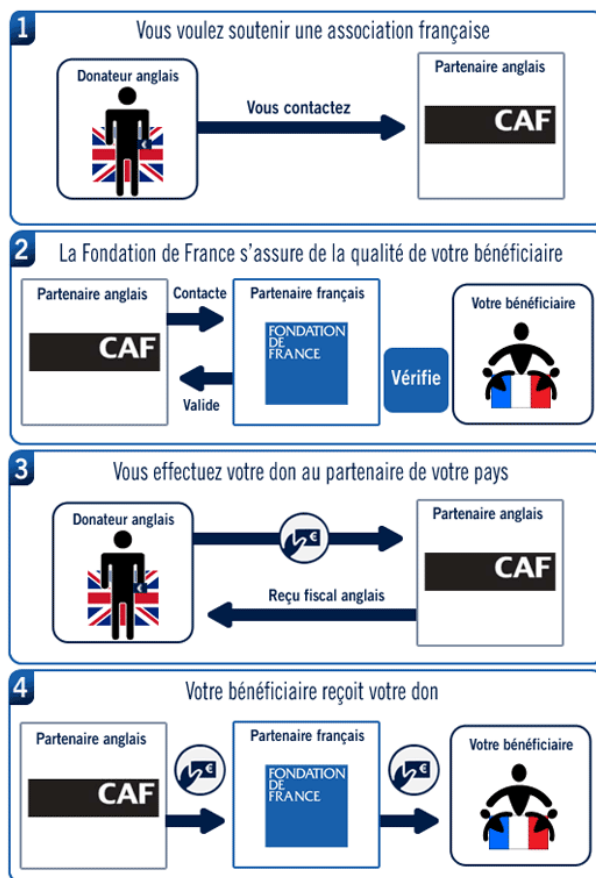 1
Vous voulez soutenir une association française
Donateur anglais
Vous contactez
Partenaire anglais
CAF
2
La Fondation de France s'assure de la qualité de votre bénéficiaire
Partenaire anglais
CAF
Contacte
Valide
Partenaire français
FONDATION
DE
FRANCE
Vérifie
Votre bénéficiaire
3
Vous effectuez votre don au partenaire de votre pays
Donateur anglais
€
Reçu fiscal anglais
Partenaire anglais
CAF
4
Votre bénéficiaire reçoit votre don
Partenaire anglais
CAF
€
Partenaire français
FONDATION
DE
FRANCE
€
Votre bénéficiaire